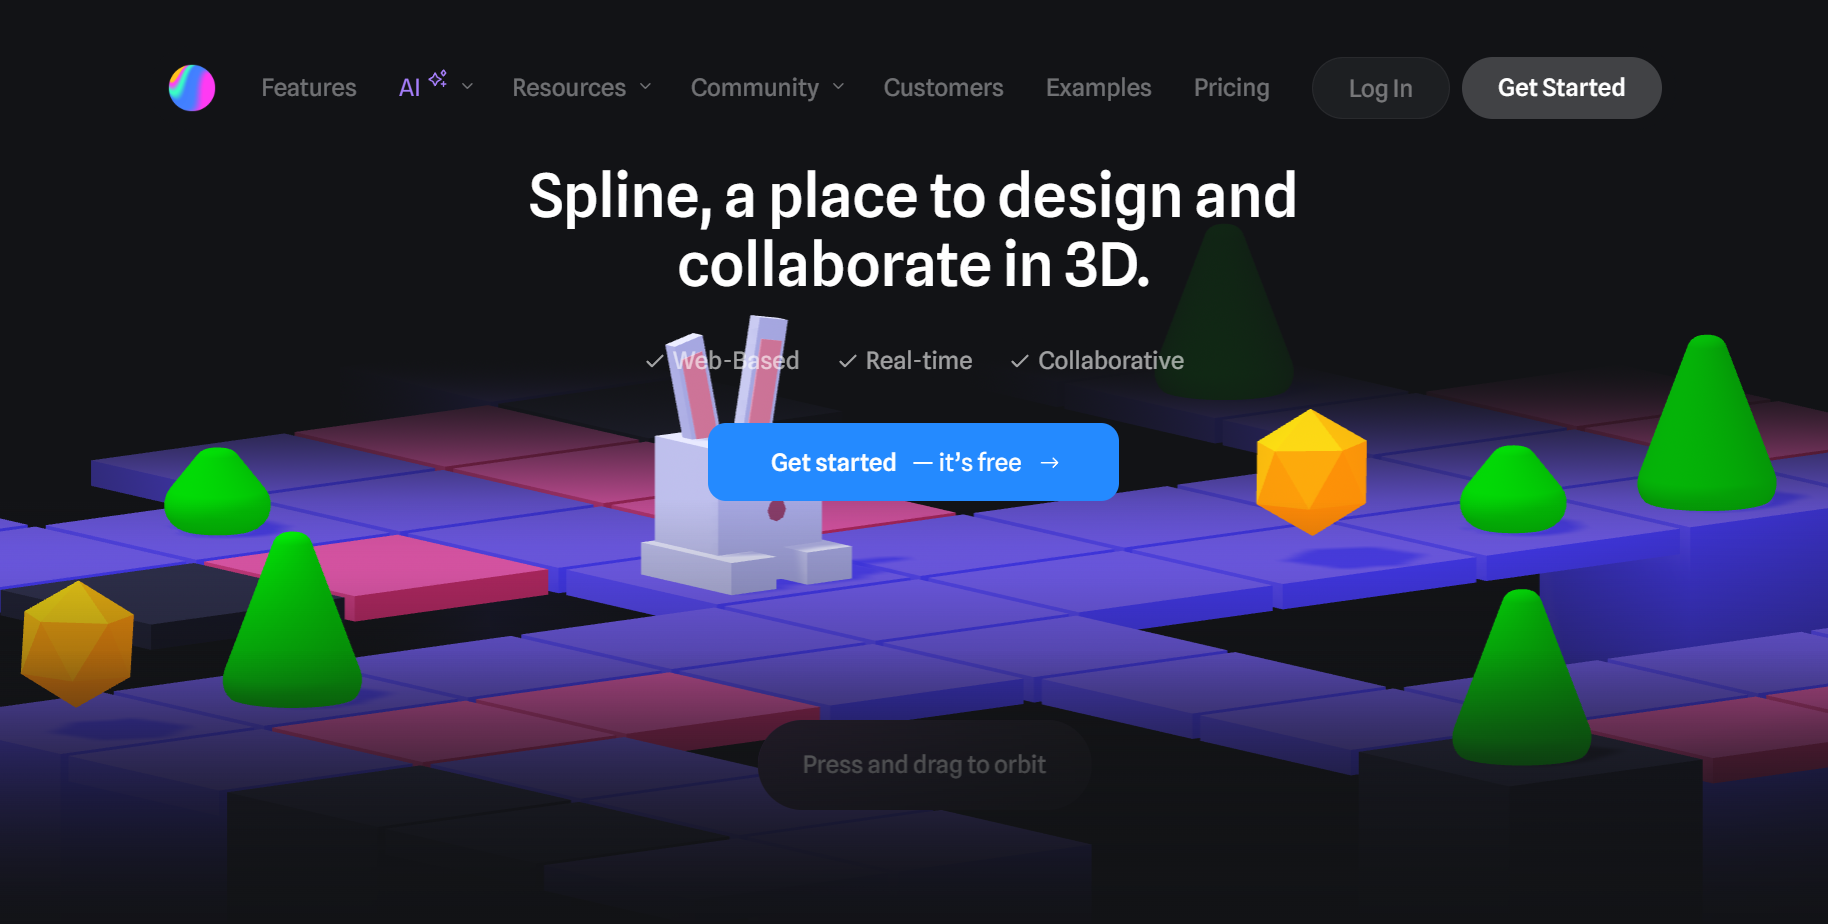 Features AI Resources Community Customers Examples Pricing Log In Get Started
Spline, a place to design and
collaborate in 3D.
Web-Based Real-time Collaborative
Get started — it’s free →
Press and drag to orbit